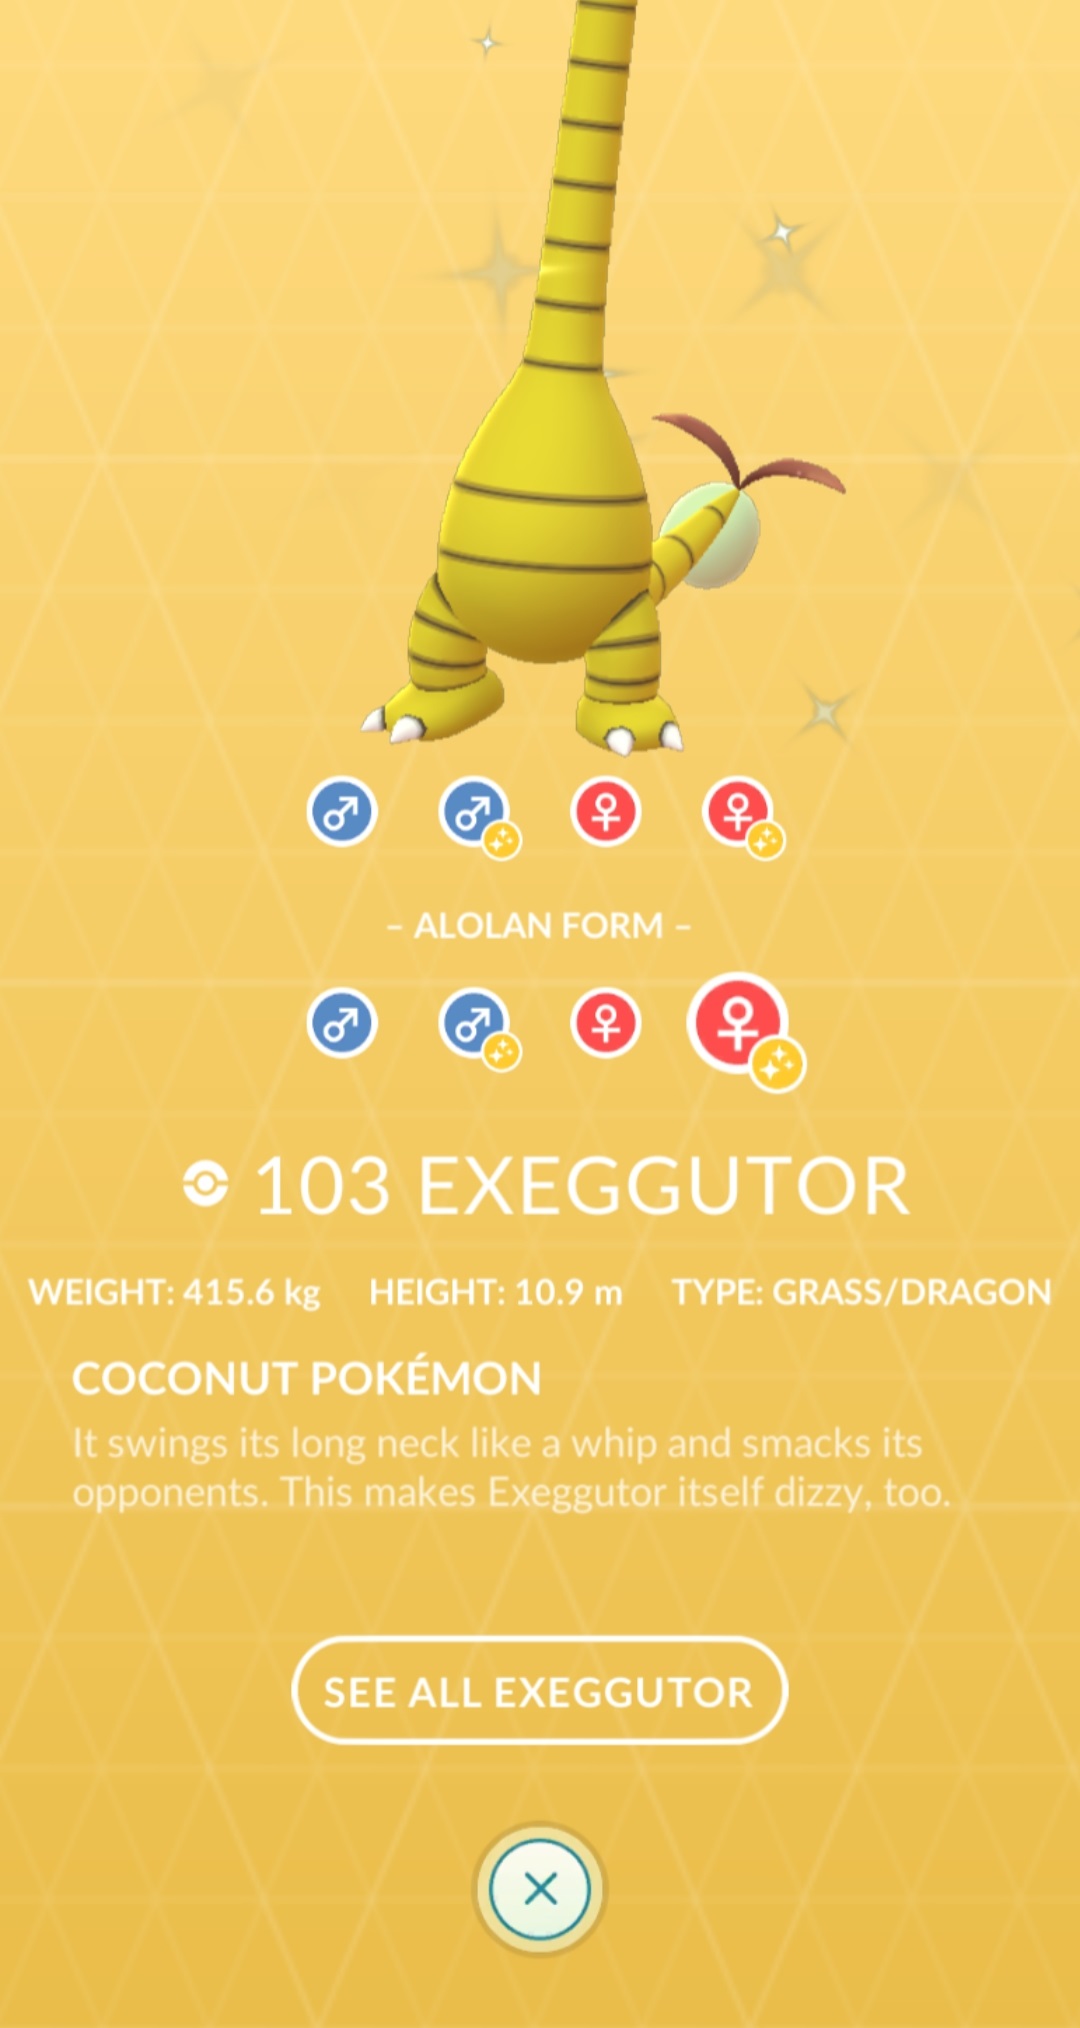 – ALOLAN FORM –
103 EXEGGUTOR
WEIGHT: 415.6 kg HEIGHT: 10.9 m TYPE: GRASS/DRAGON
COCONUT POKÉMON
It swings its long neck like a whip and smacks its
opponents. This makes Exeggutor itself dizzy, too.
SEE ALL EXEGGUTOR